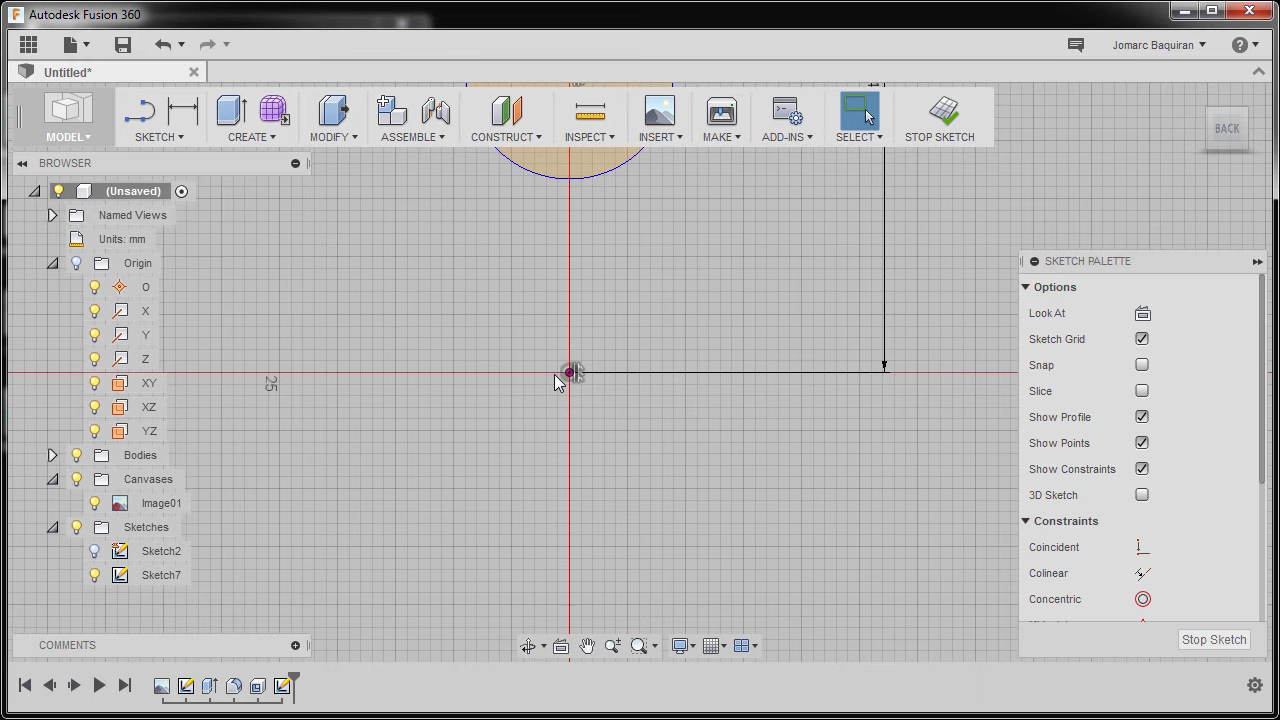 Autodesk Fusion 360
Jomarc Baquiran
Untitled*
MODEL
SKETCH
CREATE
MODIFY
ASSEMBLE
CONSTRUCT
INSPECT
INSERT
MAKE
ADD-INS
SELECT
STOP SKETCH
BACK
BROWSER
(Unsaved)
Named Views
Units: mm
Origin
O
X
Y
Z
XY
XZ
YZ
Bodies
Canvases
Image01
Sketches
Sketch2
Sketch7
25
SKETCH PALETTE
Options
Look At
Sketch Grid
Snap
Slice
Show Profile
Show Points
Show Constraints
3D Sketch
Constraints
Coincident
Colinear
Concentric
Stop Sketch
COMMENTS